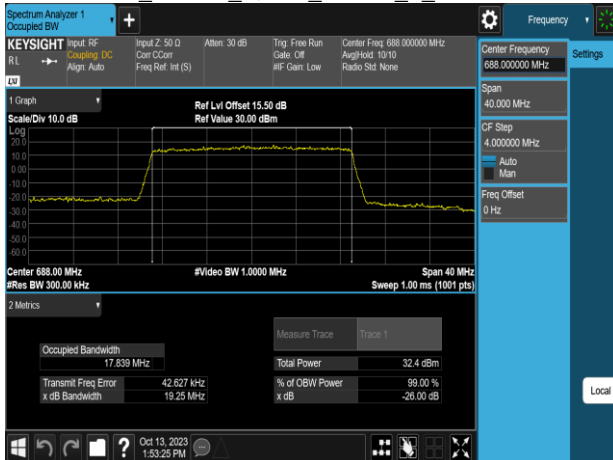 Spectrum Analyzer 1
Occupied BW
Frequency
KEYSIGHT
Input: RF
Coupling: DC
Align: Auto
RL
LXI
Input Z: 50 Ω
Corr CCorr
Freq Ref: Int (S)
Atten: 30 dB
Trig: Free Run
Gate: Off
#IF Gain: Low
Center Freq: 688.000000 MHz
Avg|Hold: 10/10
Radio Std: None
Center Frequency
688.000000 MHz
Settings
Span
40.000 MHz
CF Step
4.000000 MHz
Auto
Man
Freq Offset
0 Hz
Local
1 Graph
Scale/Div 10.0 dB
Ref Lvl Offset 15.50 dB
Ref Value 30.00 dBm
Log
20.0
10.0
0.00
-10.0
-20.0
-30.0
-40.0
-50.0
-60.0
Center 688.00 MHz
#Res BW 300.00 kHz
#Video BW 1.0000 MHz
Span 40 MHz
Sweep 1.00 ms (1001 pts)
2 Metrics
Measure Trace
Trace 1
Occupied Bandwidth
17.839 MHz
Total Power
32.4 dBm
Transmit Freq Error
42.627 kHz
% of OBW Power
99.00 %
x dB Bandwidth
19.25 MHz
x dB
-26.00 dB
Oct 13, 2023
1:53:25 PM